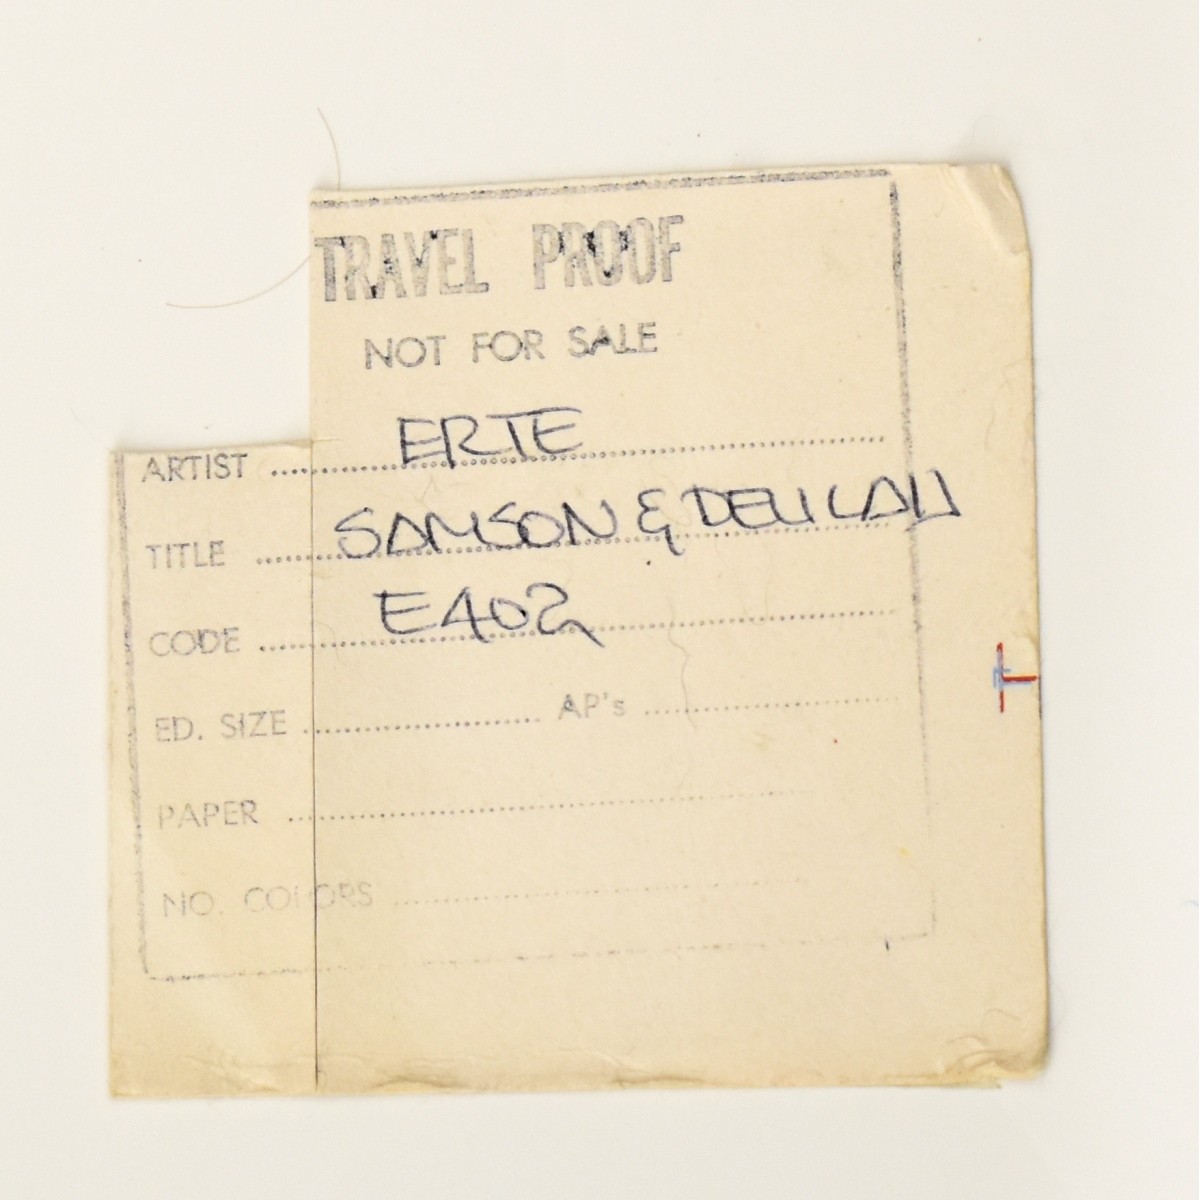 TRAVEL PROOF
NOT FOR SALE
ARTIST ERTE
TITLE SAMSON & DELILAH
CODE E402
ED. SIZE AP's
PAPER
NO. COLORS